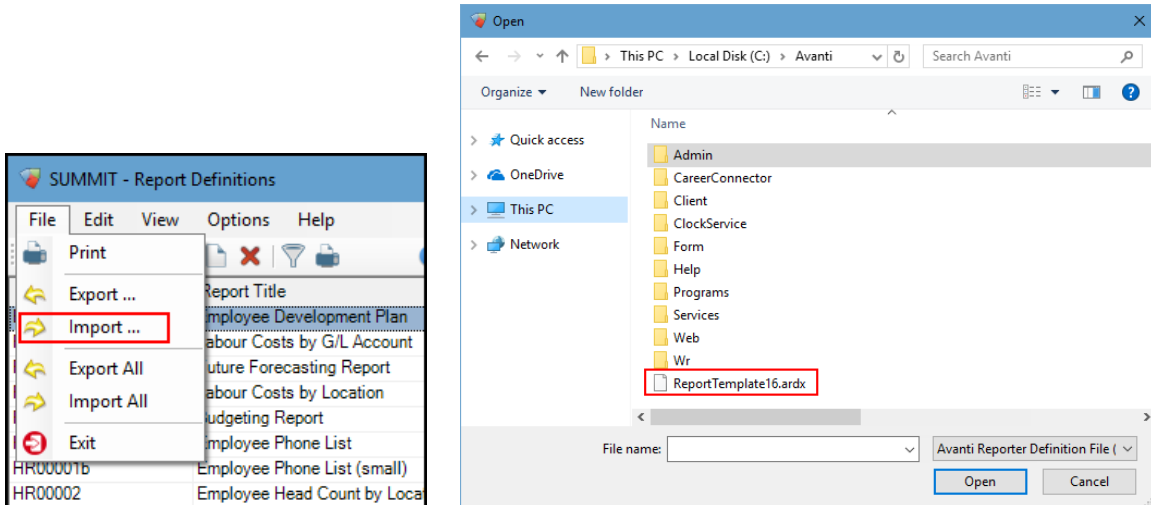 SUMMIT - Report Definitions
File Edit View Options Help
Print
Export ...
Import ...
Export All
Import All
Exit
Report Title
Employee Development Plan
Labour Costs by G/L Account
Future Forecasting Report
Labour Costs by Location
Budgeting Report
Employee Phone List
HR00001b Employee Phone List (small)
HR00002 Employee Head Count by Loca
Open
This PC > Local Disk (C:) > Avanti
Search Avanti
Organize New folder
Quick access
OneDrive
This PC
Network
Name
Admin
CareerConnector
Client
ClockService
Form
Help
Programs
Services
Web
Wr
ReportTemplate16.ardx
File name:
Avanti Reporter Definition File (
Open Cancel